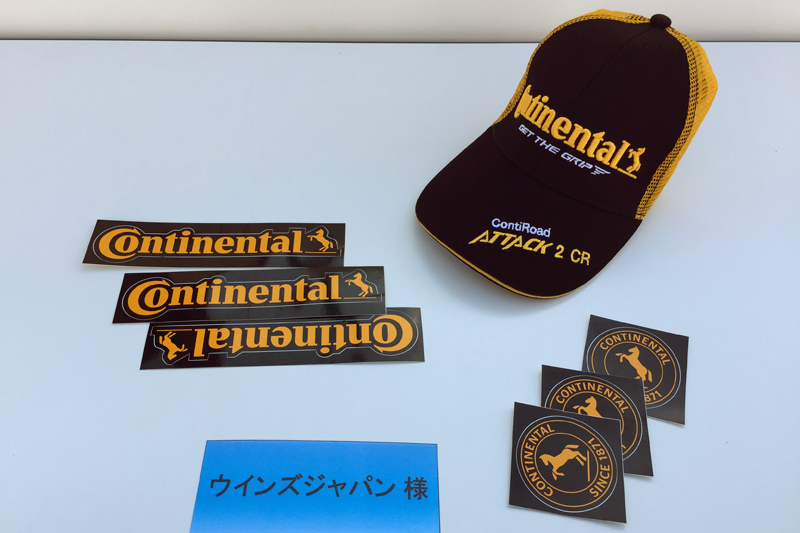 Continental
GET THE GRIP
ContiRoad
ATTACK 2 CR
Continental
Continental
Continental
CONTINENTAL
1871
CONTINENTAL
CONTINENTAL
SINCE 1871
ウインズジャパン 様